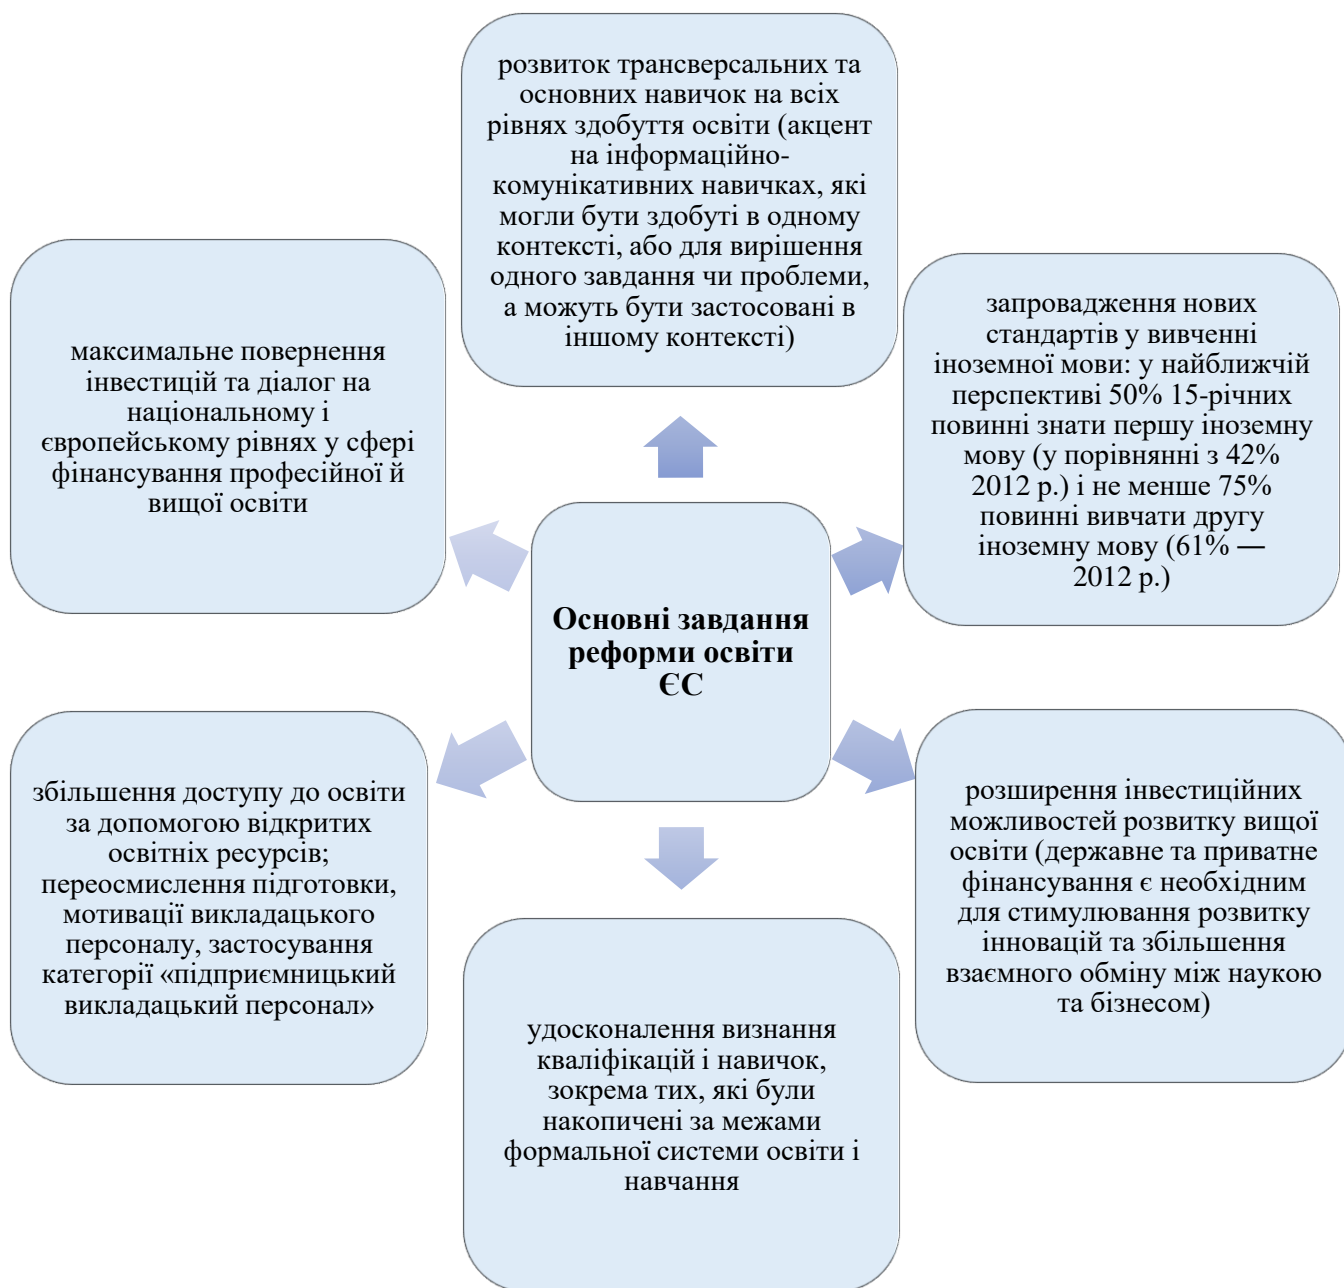 розвиток трансверсальних та
основних навичок на всіх
рівнях здобуття освіти (акцент
на інформаційно-
комунікативних навичках, які
могли бути здобуті в одному
контексті, або для вирішення
одного завдання чи проблеми,
а можуть бути застосовані в
іншому контексті)
запровадження нових
стандартів у вивченні
іноземної мови: у найближчій
перспективі 50% 15-річних
повинні знати першу іноземну
мову (у порівнянні з 42%
2012 р.) і не менше 75%
повинні вивчати другу
іноземну мову (61% —
2012 р.)
максимальне повернення
інвестицій та діалог на
національному і
європейському рівнях у сфері
фінансування професійної й
вищої освіти
Основні завдання
реформи освіти
ЄС
розширення інвестиційних
можливостей розвитку вищої
освіти (державне та приватне
фінансування є необхідним
для стимулювання розвитку
інновацій та збільшення
взаємного обміну між наукою
та бізнесом)
збільшення доступу до освіти
за допомогою відкритих
освітніх ресурсів;
переосмислення підготовки,
мотивації викладацького
персоналу, застосування
категорії «підприємницький
викладацький персонал»
удосконалення визнання
кваліфікацій і навичок,
зокрема тих, які були
накопичені за межами
формальної системи освіти і
навчання